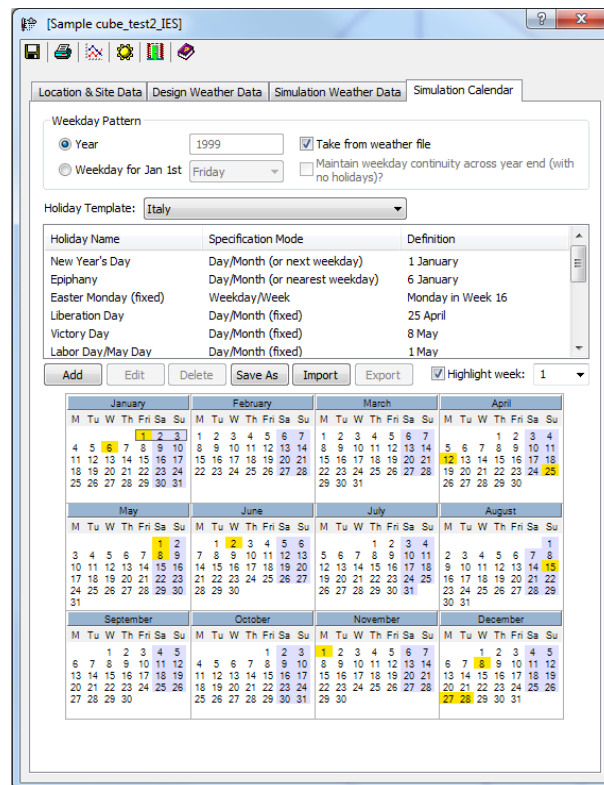 [Sample cube_test2_IES]
?
x
Location & Site Data Design Weather Data Simulation Weather Data Simulation Calendar
Weekday Pattern
Year 1999 Take from weather file
Weekday for Jan 1st Friday Maintain weekday continuity across year end (with
no holidays)?
Holiday Template: Italy
Holiday Name Specification Mode Definition
New Year's Day Day/Month (or next weekday) 1 January
Epiphany Day/Month (or nearest weekday) 6 January
Easter Monday (fixed) Weekday/Week Monday in Week 16
Liberation Day Day/Month (fixed) 25 April
Victory Day Day/Month (fixed) 8 May
Labor Day/May Day Day/Month (fixed) 1 May
Add Edit Delete Save As Import Export Highlight week: 1
January February March April
M Tu W Th Fri Sa Su M Tu W Th Fri Sa Su M Tu W Th Fri Sa Su M Tu W Th Fri Sa Su
1 2 3 1 2 3 4 5 6 7 1 2 3 4 5 6 7 1 2 3 4
4 5 6 7 8 9 10 8 9 10 11 12 13 14 8 9 10 11 12 13 14 5 6 7 8 9 10 11
11 12 13 14 15 16 17 15 16 17 18 19 20 21 15 16 17 18 19 20 21 12 13 14 15 16 17 18
18 19 20 21 22 23 24 22 23 24 25 26 27 28 22 23 24 25 26 27 28 19 20 21 22 23 24 25
25 26 27 28 29 30 31 29 30 31 26 27 28 29 30
May June July August
M Tu W Th Fri Sa Su M Tu W Th Fri Sa Su M Tu W Th Fri Sa Su M Tu W Th Fri Sa Su
1 2 1 2 3 4 5 6 1 2 3 4 1
3 4 5 6 7 8 9 7 8 9 10 11 12 13 5 6 7 8 9 10 11 2 3 4 5 6 7 8
10 11 12 13 14 15 16 14 15 16 17 18 19 20 12 13 14 15 16 17 18 9 10 11 12 13 14 15
17 18 19 20 21 22 23 21 22 23 24 25 26 27 19 20 21 22 23 24 25 16 17 18 19 20 21 22
24 25 26 27 28 29 30 28 29 30 26 27 28 29 30 31 23 24 25 26 27 28 29
31 30 31
September October November December
M Tu W Th Fri Sa Su M Tu W Th Fri Sa Su M Tu W Th Fri Sa Su M Tu W Th Fri Sa Su
1 2 3 4 5 1 2 3 1 2 3 4 5 6 7 1 2 3 4 5
6 7 8 9 10 11 12 4 5 6 7 8 9 10 8 9 10 11 12 13 14 6 7 8 9 10 11 12
13 14 15 16 17 18 19 11 12 13 14 15 16 17 15 16 17 18 19 20 21 13 14 15 16 17 18 19
20 21 22 23 24 25 26 18 19 20 21 22 23 24 22 23 24 25 26 27 28 20 21 22 23 24 25 26
27 28 29 30 25 26 27 28 29 30 31 29 30 27 28 29 30 31